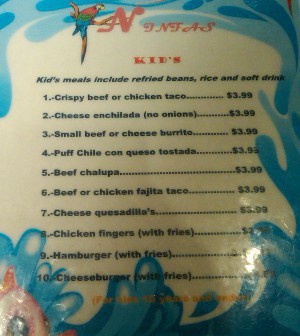 NINTAS
KID'S
Kid's meals include refried beans, rice and soft drink
1.-Crispy beef or chicken taco............. $3.99
2.-Cheese enchilada (no onions)..........$3.99
3.-Small beef or cheese burrito............ $3.99
4.-Puff Chile con queso tostada...........$3.99
5.-Beef chalupa....................................$3.99
6.-Beef or chicken fajita taco.............. $3.99
7.-Cheese quesadilla's........................ $3.99
8.-Chicken fingers (with fries)..............
9.-Hamburger (with fries)....................
10.-Cheeseburger (with fries)..............